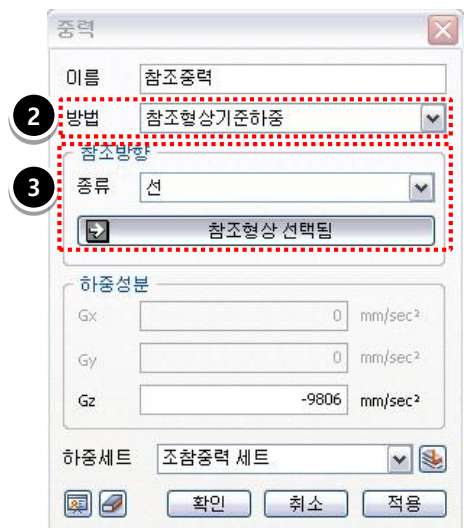 중력
이름 참조중력
2 방법 참조형상기준하중
참조방향
3 종류 선
참조형상 선택됨
하중성분
Gx 0 mm/sec²
Gy 0 mm/sec²
Gz -9806 mm/sec²
하중세트 조참중력 세트
확인 취소 적용